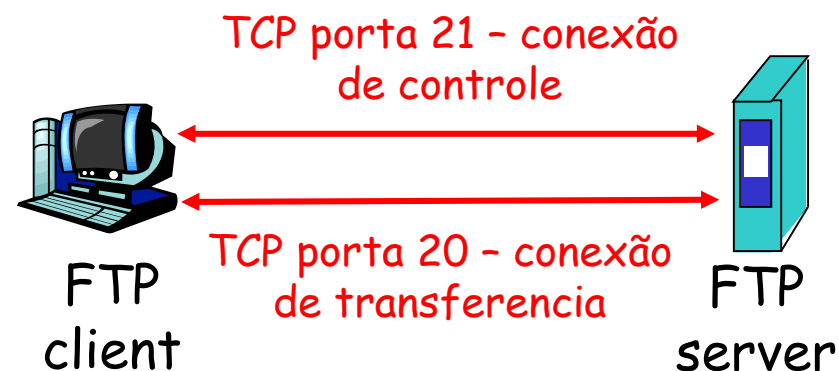 TCP porta 21 – conexão
de controle
TCP porta 20 – conexão
de transferencia
FTP
client
FTP
server